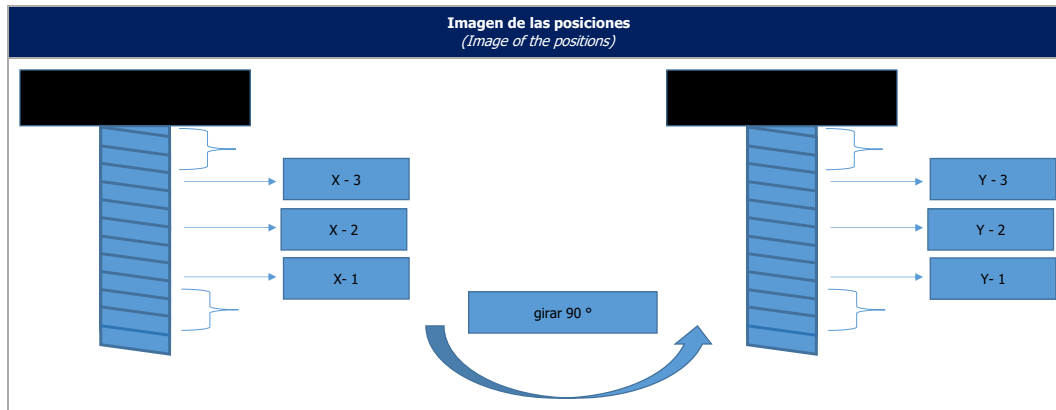 Imagen de las posiciones
(Image of the positions)
X - 3
X - 2
X- 1
girar 90 °
Y - 3
Y - 2
Y- 1